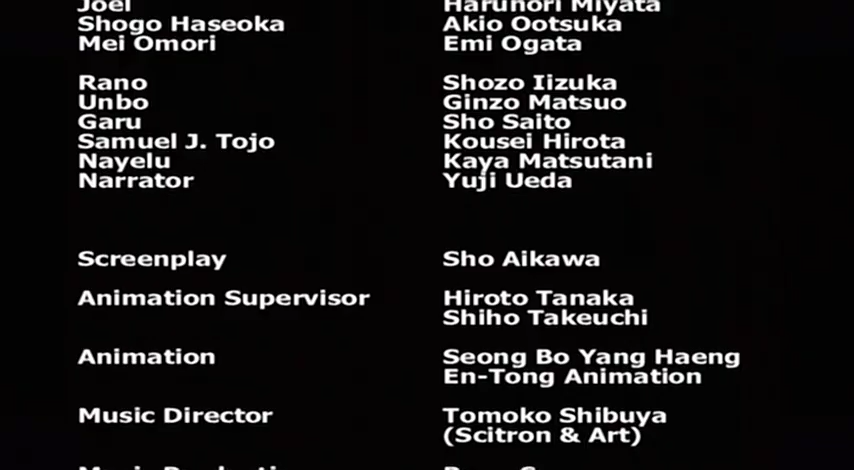 Joel Harunori Miyata
Shogo Haseoka Akio Ootsuka
Mei Omori Emi Ogata
Rano Shozo Iizuka
Unbo Ginzo Matsuo
Garu Sho Saito
Samuel J. Tojo Kousei Hirota
Nayelu Kaya Matsutani
Narrator Yuji Ueda
Screenplay Sho Aikawa
Animation Supervisor Hiroto Tanaka
Shiho Takeuchi
Animation Seong Bo Yang Haeng
En-Tong Animation
Music Director Tomoko Shibuya
(Scitron & Art)